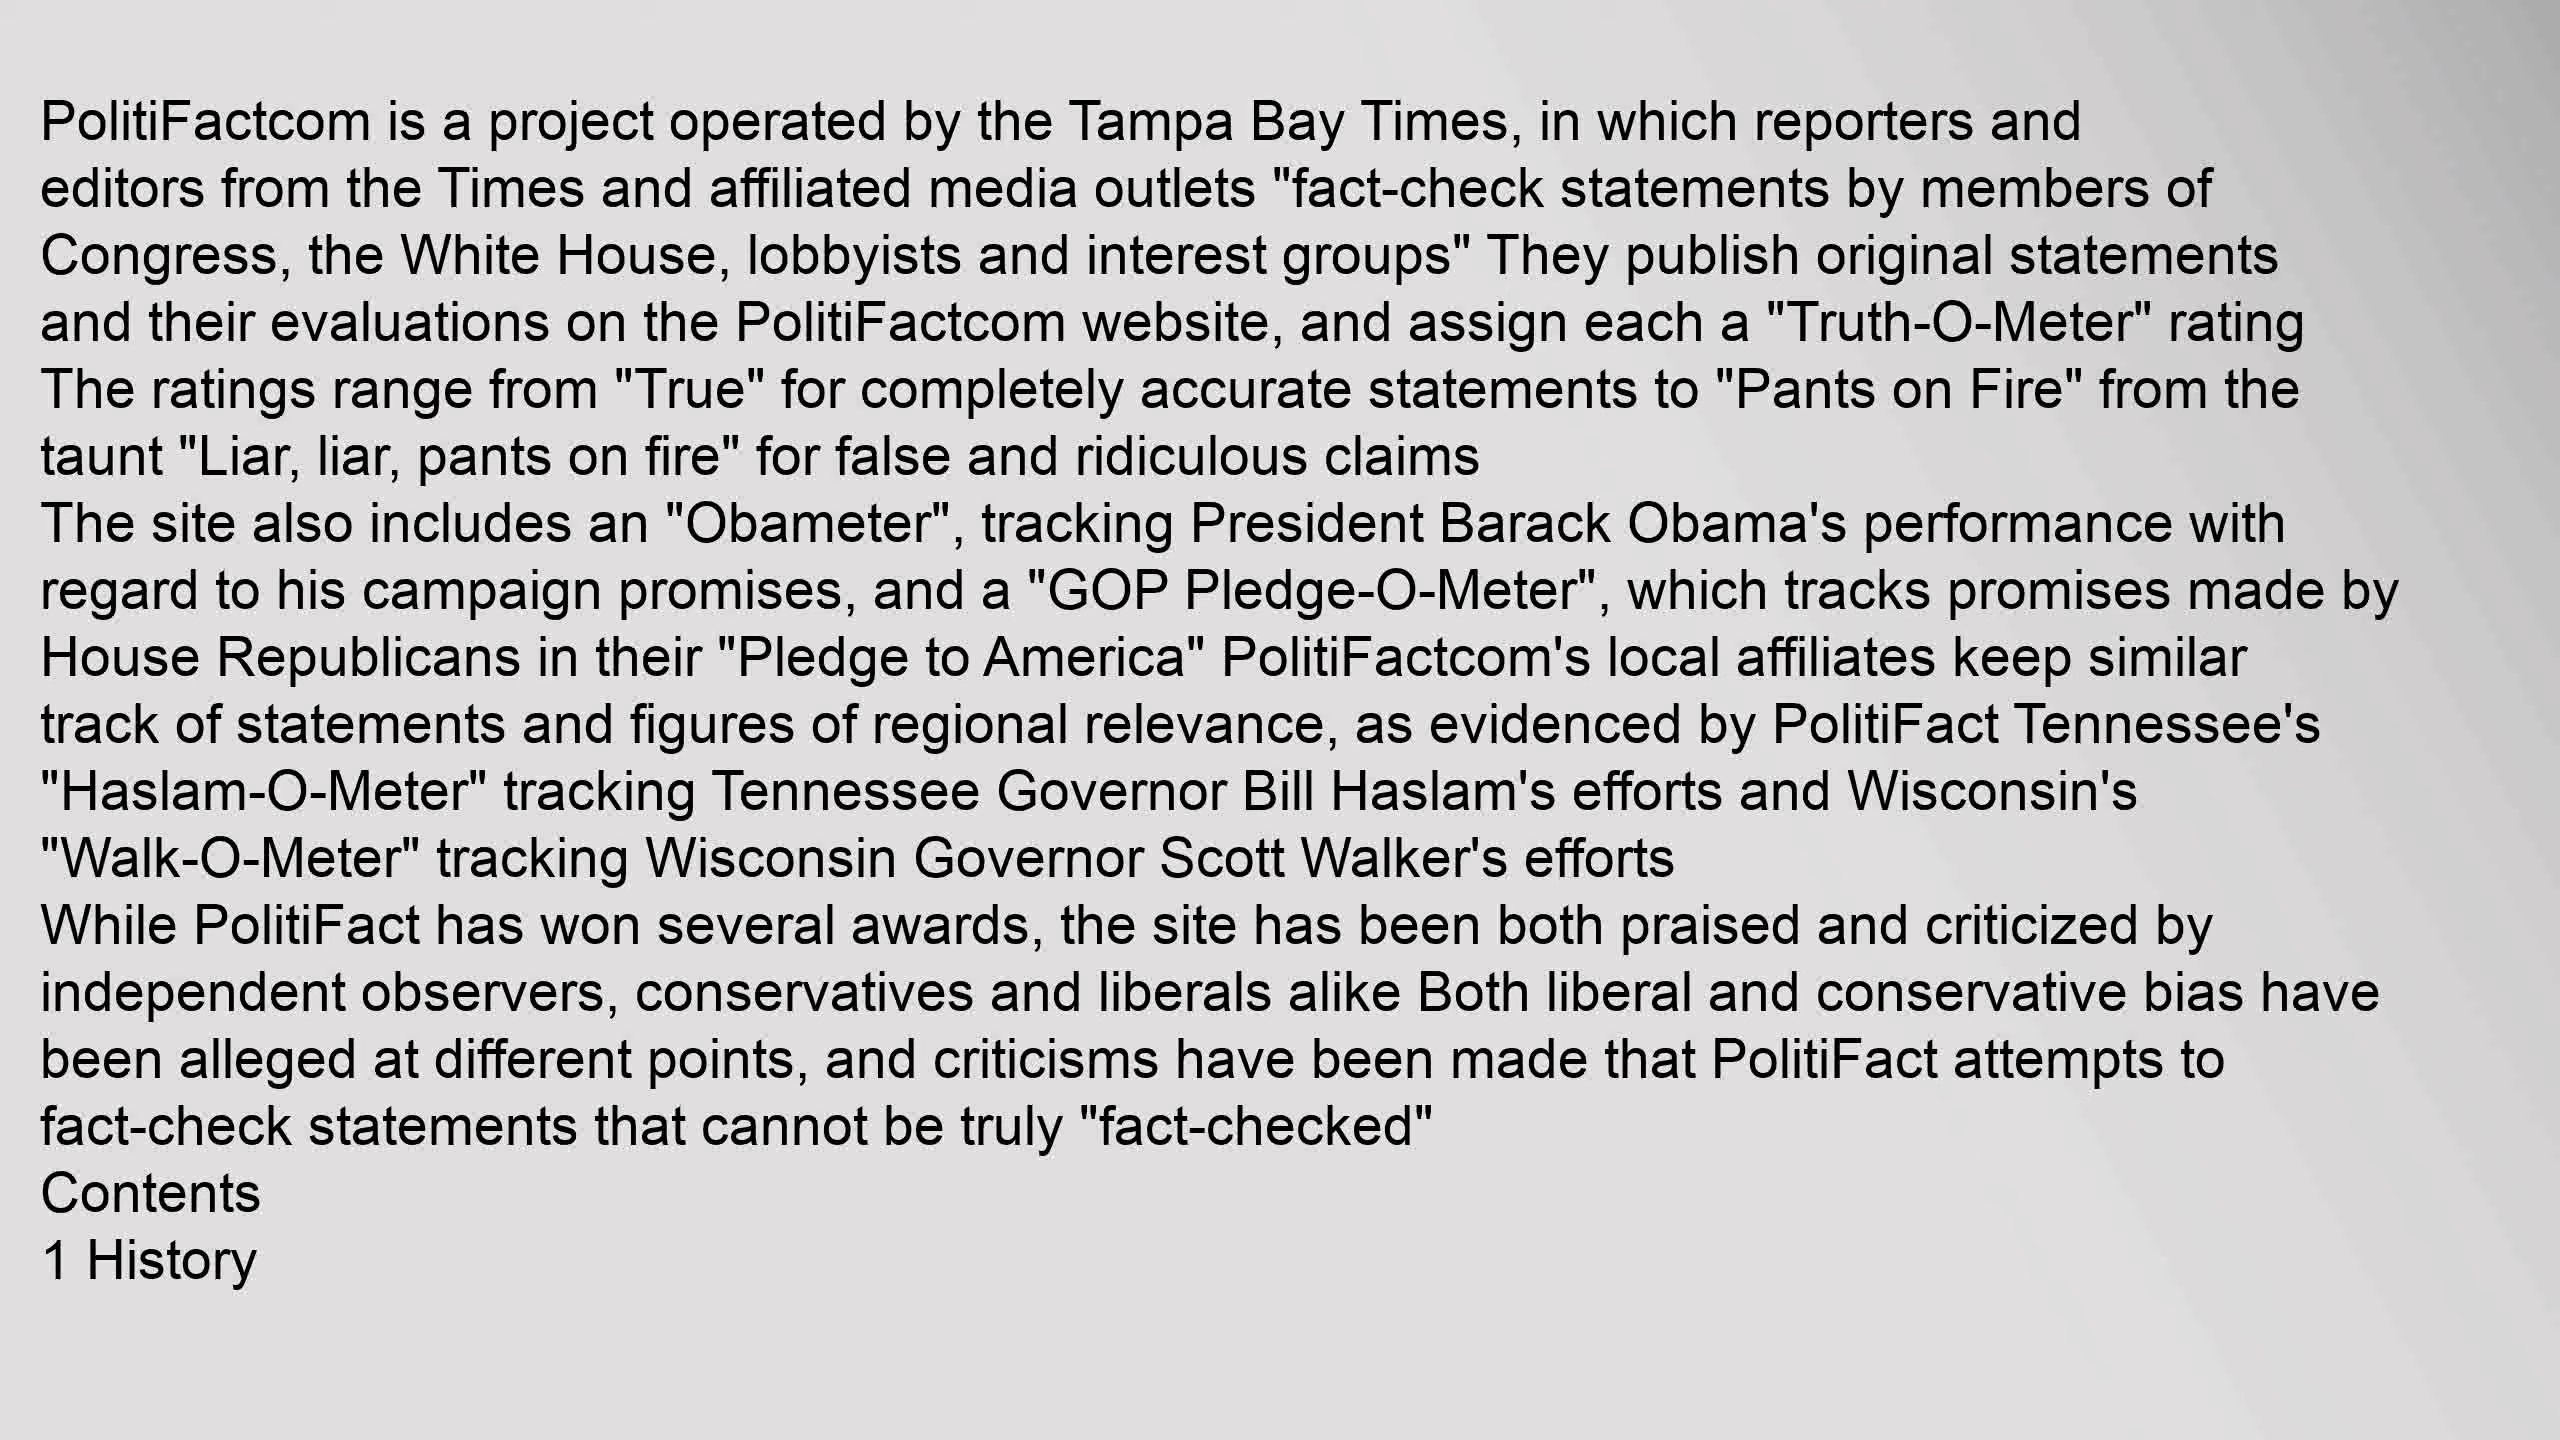 PolitiFactcom is a project operated by the Tampa Bay Times, in which reporters and
editors from the Times and affiliated media outlets "fact-check statements by members of
Congress, the White House, lobbyists and interest groups" They publish original statements
and their evaluations on the PolitiFactcom website, and assign each a "Truth-O-Meter" rating
The ratings range from "True" for completely accurate statements to "Pants on Fire" from the
taunt "Liar, liar, pants on fire" for false and ridiculous claims
The site also includes an "Obameter", tracking President Barack Obama's performance with
regard to his campaign promises, and a "GOP Pledge-O-Meter", which tracks promises made by
House Republicans in their "Pledge to America" PolitiFactcom's local affiliates keep similar
track of statements and figures of regional relevance, as evidenced by PolitiFact Tennessee's
"Haslam-O-Meter" tracking Tennessee Governor Bill Haslam's efforts and Wisconsin's
"Walk-O-Meter" tracking Wisconsin Governor Scott Walker's efforts
While PolitiFact has won several awards, the site has been both praised and criticized by
independent observers, conservatives and liberals alike Both liberal and conservative bias have
been alleged at different points, and criticisms have been made that PolitiFact attempts to
fact-check statements that cannot be truly "fact-checked"
Contents
1 History